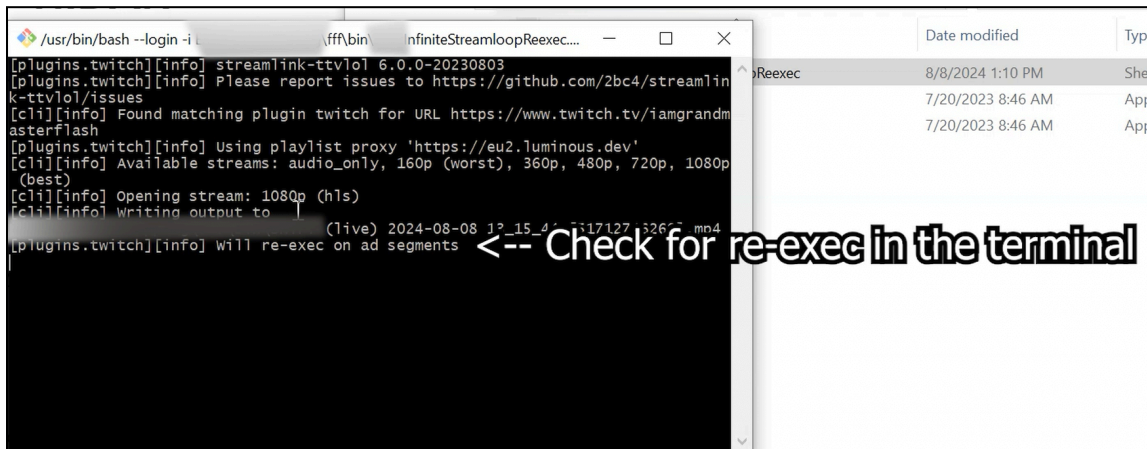 /usr/bin/bash --login -i
\fff\bin\
InfiniteStreamloopReexec....
[plugins.twitch][info] streamlink-ttvlol 6.0.0-20230803
[plugins.twitch][info] Please report issues to https://github.com/2bc4/streamlin
k-ttvlol/issues
[cli][info] Found matching plugin twitch for URL https://www.twitch.tv/iamgrandm
asterflash
[plugins.twitch][info] Using playlist proxy 'https://eu2.luminous.dev'
[cli][info] Available streams: audio_only, 160p (worst), 360p, 480p, 720p, 1080p
(best)
[cli][info] Opening stream: 1080p (hls)
[cli][info] Writing output to
(live) 2024-08-08 .mp4
[plugins.twitch][info] Will re-exec on ad segments
<-- Check for re-exec in the terminal
Date modified
Typ
pReexec
8/8/2024 1:10 PM
She
7/20/2023 8:46 AM
App
7/20/2023 8:46 AM
App